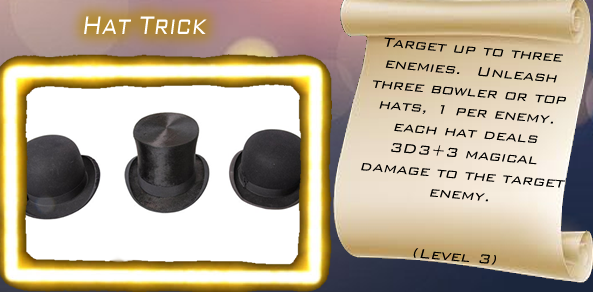 Hat Trick
Target up to three
enemies. Unleash
three bowler or top
hats, 1 per enemy.
each hat deals
3D3+3 magical
damage to the target
enemy.
(Level 3)